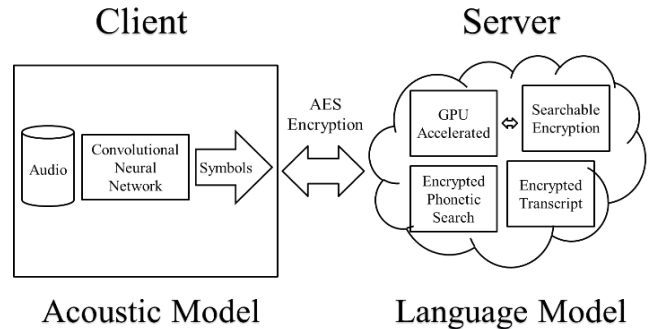 Client
Server
Audio
Convolutional
Neural
Network
Symbols
AES
Encryption
GPU
Accelerated
Searchable
Encryption
Encrypted
Phonetic
Search
Encrypted
Transcript
Acoustic Model
Language Model